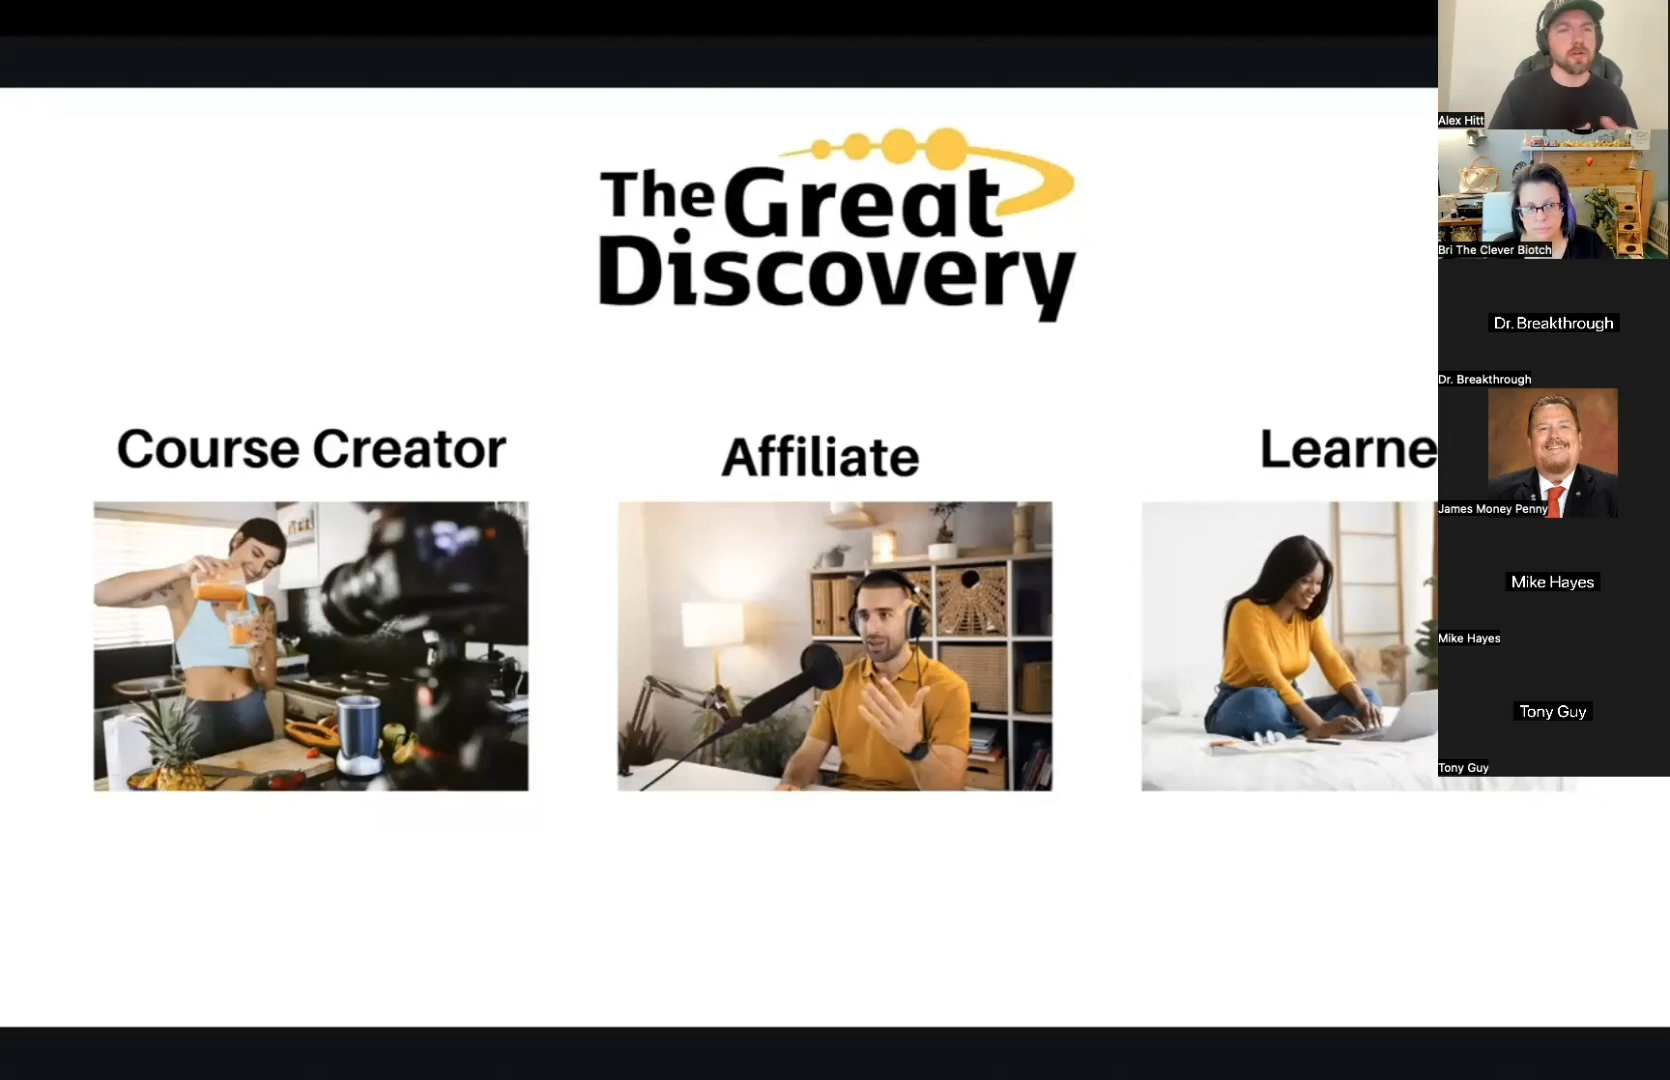 The Great
Discovery
Course Creator
Affiliate
Learne
Alex Hitt
Bri The Clever Biotch
Dr. Breakthrough
Dr. Breakthrough
James Money Penny
Mike Hayes
Mike Hayes
Tony Guy
Tony Guy